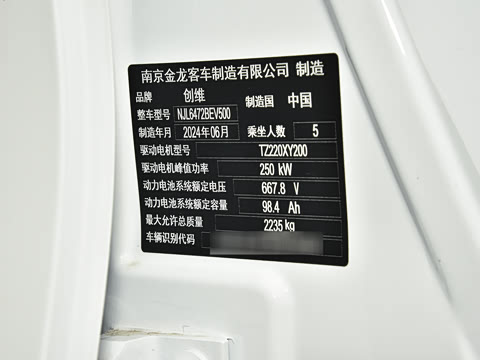 南京金龙客车制造有限公司 制造
品牌 创维 制造国 中国
整车型号 NJL6472BEV500
制造年月 2024年06月 乘坐人数 5
驱动电机型号 TZ220XY200
驱动电机峰值功率 250 kW
动力电池系统额定电压 667.8 V
动力电池系统额定容量 98.4 Ah
最大允许总质量 2235 kg
车辆识别代码